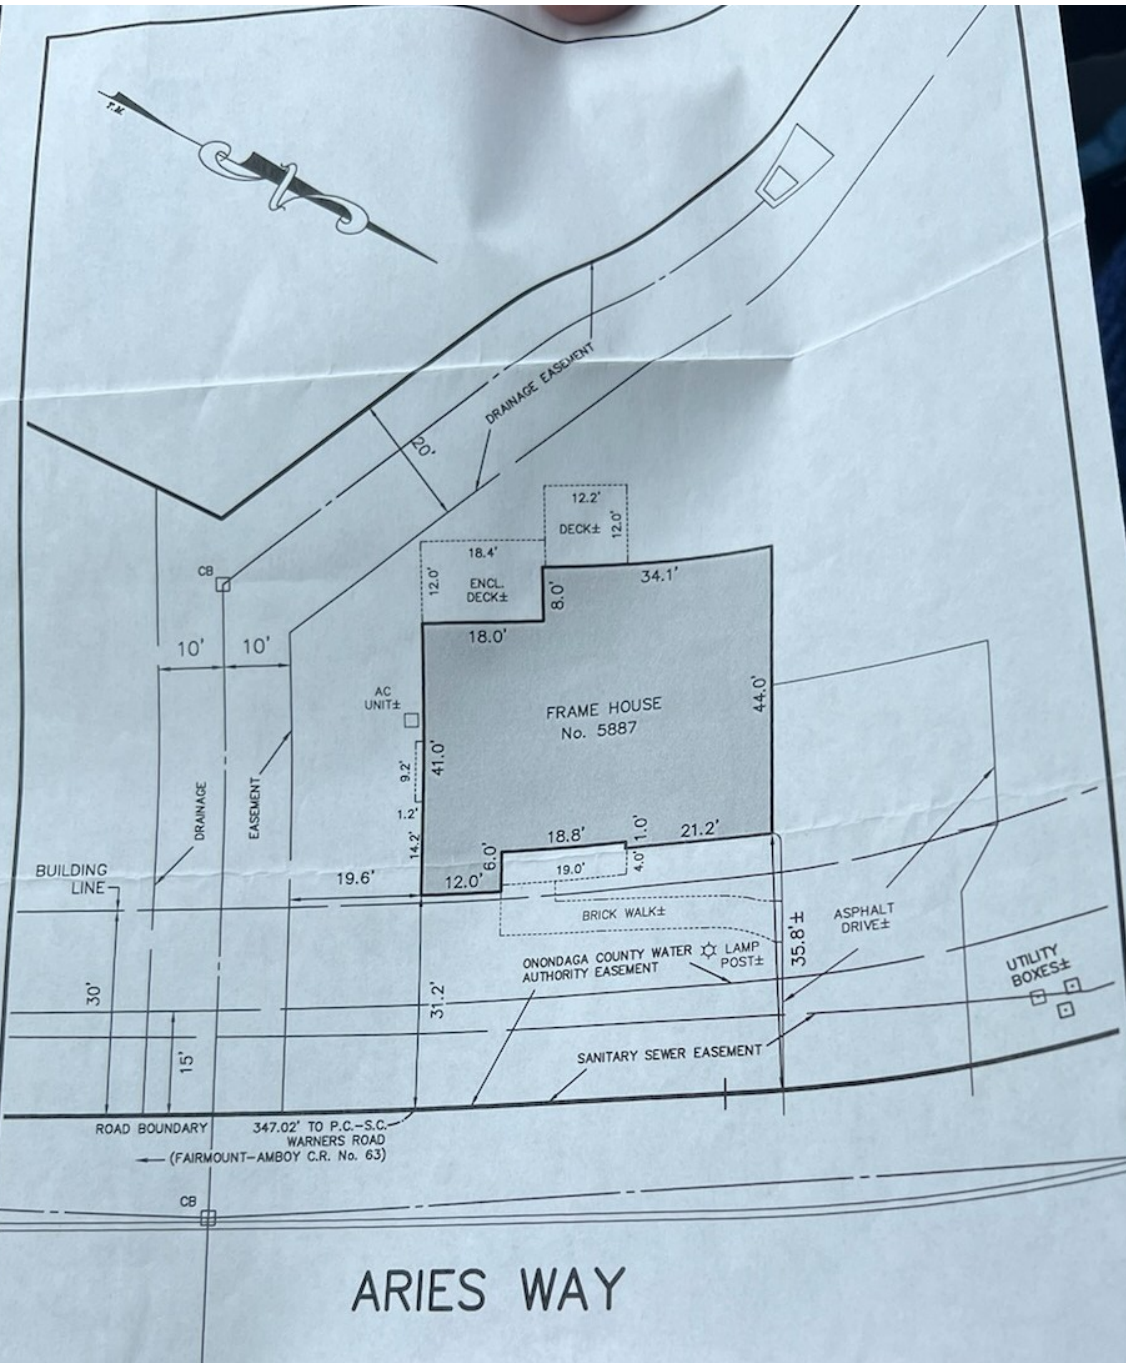 T.M.
DRAINAGE EASEMENT
20'
12.2'
DECK±
12.0'
18.4'
12.0'
ENCL.
DECK±
34.1'
8.0'
18.0'
CB
10'
10'
AC
UNIT±
FRAME HOUSE
No. 5887
44.0'
41.0'
9.2'
1.2'
14.2'
DRAINAGE
EASEMENT
18.8'
1.0'
21.2'
6.0'
19.0'
4.0'
BUILDING
LINE
19.6'
12.0'
BRICK WALK±
ASPHALT
DRIVE±
35.8'±
ONONDAGA COUNTY WATER
AUTHORITY EASEMENT
LAMP
POST±
UTILITY
BOXES±
30'
31.2'
15'
SANITARY SEWER EASEMENT
ROAD BOUNDARY
347.02' TO P.C.-S.C.
WARNERS ROAD
(FAIRMOUNT-AMBOY C.R. No. 63)
CB
ARIES WAY